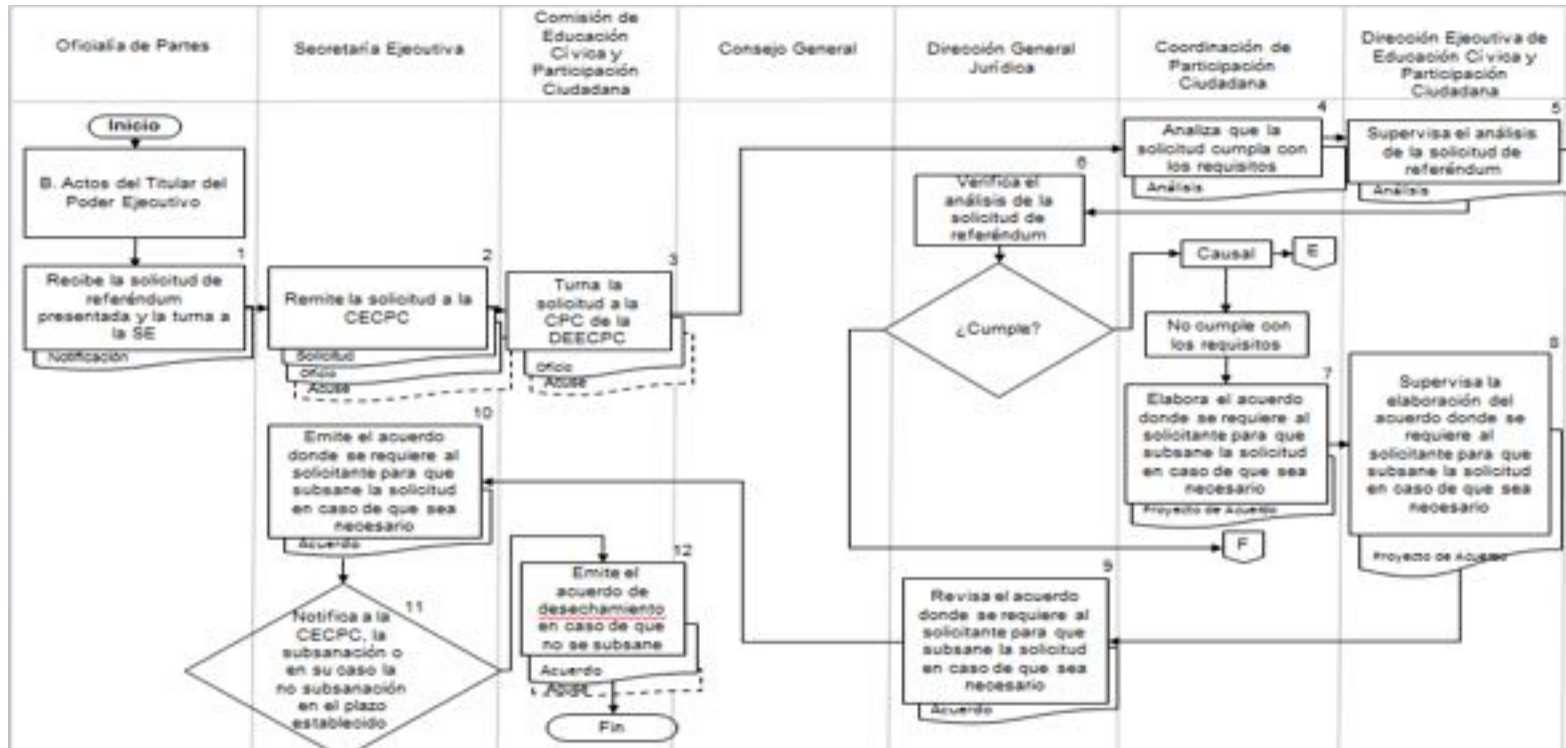 Oficialía de Partes
Secretaría Ejecutiva
Comisión de
Educación
Cívica y
Participación
Ciudadana
Consejo General
Dirección General
Jurídica
Coordinación de
Participación
Ciudadana
Dirección Ejecutiva de
Educación Cívica y
Participación
Ciudadana
Inicio
B. Actos del Titular del
Poder Ejecutivo
1
Recibe la solicitud de
referéndum
presentada y la turna a
la SE
Notificación
2
Remite la solicitud a la
CECPC
Solicitud
Oficio
Acuse
3
Turna la
solicitud a la
CPC de la
DEECPC
Oficio
Acuse
4
Analiza que la
solicitud cumpla con
los requisitos
Análisis
5
Supervisa el análisis
de la solicitud de
referéndum
Análisis
6
Verifica el
análisis de la
solicitud de
referéndum
¿Cumple?
Causal
E
No cumple con
los requisitos
7
Elabora el acuerdo
donde se requiere al
solicitante para que
subsane la solicitud
en caso de que sea
necesario
Proyecto de Acuerdo
F
8
Supervisa la
elaboración del
acuerdo donde se
requiere al
solicitante para que
subsane la solicitud
en caso de que sea
necesario
Proyecto de Acuerdo
9
Revisa el acuerdo
donde se requiere al
solicitante para que
subsane la solicitud
en caso de que sea
necesario
Acuerdo
10
Emite el acuerdo
donde se requiere al
solicitante para que
subsane la solicitud
en caso de que sea
necesario
Acuerdo
11
Notifica a la
CECPC, la
subsanación o
en su caso la
no subsanación
en el plazo
establecido
12
Emite el
acuerdo de
desechamiento
en caso de que
no se subsane
Acuerdo
Acuse
Fin